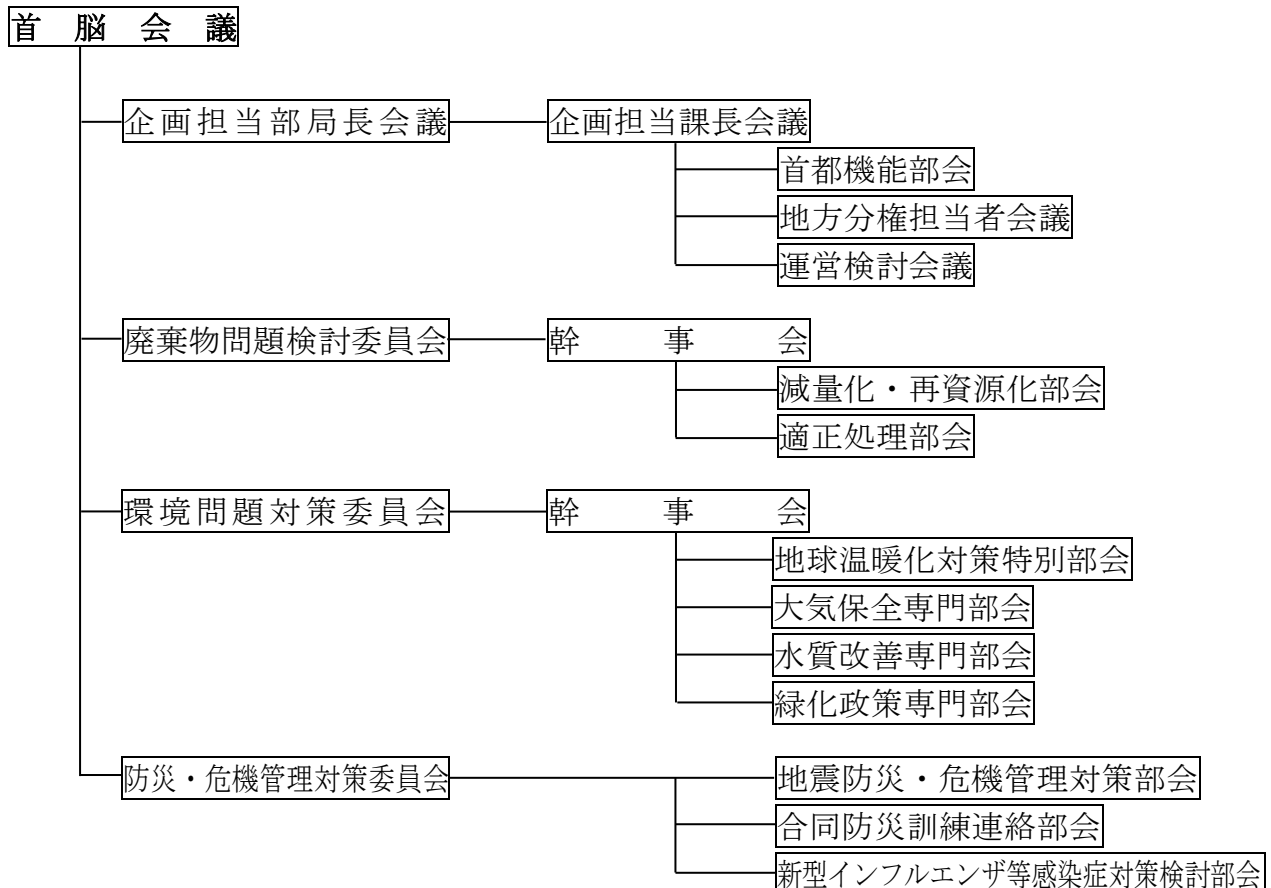 首脳会議
企画担当部局長会議 企画担当課長会議
首都機能部会
地方分権担当者会議
運営検討会議
廃棄物問題検討委員会 幹事会
減量化・再資源化部会
適正処理部会
環境問題対策委員会 幹事会
地球温暖化対策特別部会
大気保全専門部会
水質改善専門部会
緑化政策専門部会
防災・危機管理対策委員会 地震防災・危機管理対策部会
合同防災訓練連絡部会
新型インフルエンザ等感染症対策検討部会